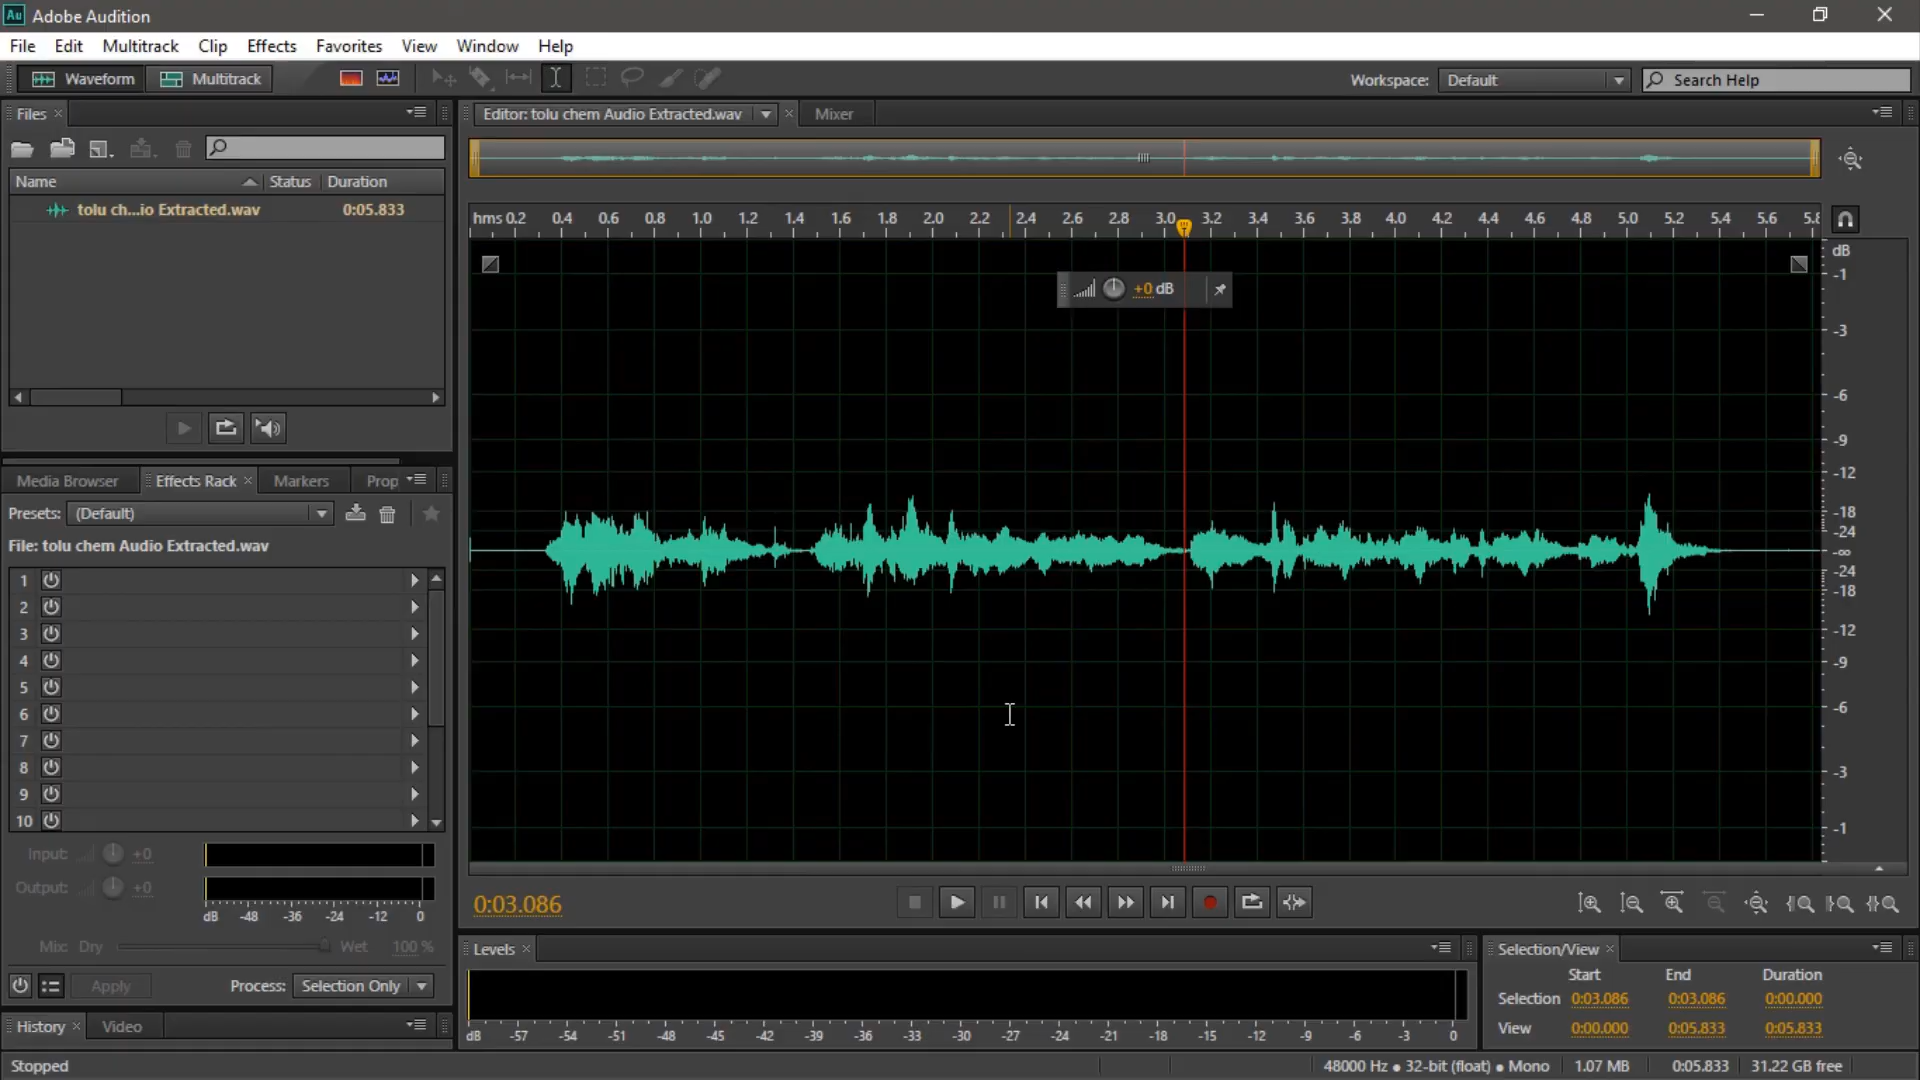 Au Adobe Audition
File Edit Multitrack Clip Effects Favorites View Window Help
Waveform Multitrack Workspace: Default Search Help
Files
Name Status Duration
tolu ch...io Extracted.wav 0:05.833
Editor: tolu chem Audio Extracted.wav Mixer
hms 0.2 0.4 0.6 0.8 1.0 1.2 1.4 1.6 1.8 2.0 2.2 2.4 2.6 2.8 3.0 3.2 3.4 3.6 3.8 4.0 4.2 4.4 4.6 4.8 5.0 5.2 5.4 5.6 5.8
+0 dB
dB
-1
-3
-6
-9
-12
-18
-24
-∞
-24
-18
-12
-9
-6
-3
-1
Media Browser Effects Rack Markers Prop
Presets: (Default)
File: tolu chem Audio Extracted.wav
1
2
3
4
5
6
7
8
9
10
Input: +0
Output: +0
dB -48 -36 -24 -12 0
Mix: Dry Wet 100 %
Apply Process: Selection Only
History Video
0:03.086
Levels
dB -57 -54 -51 -48 -45 -42 -39 -36 -33 -30 -27 -24 -21 -18 -15 -12 -9 -6 -3 0
Selection/View
Start End Duration
Selection 0:03.086 0:03.086 0:00.000
View 0:00.000 0:05.833 0:05.833
Stopped
48000 Hz ● 32-bit (float) ● Mono 1.07 MB 0:05.833 31.22 GB free